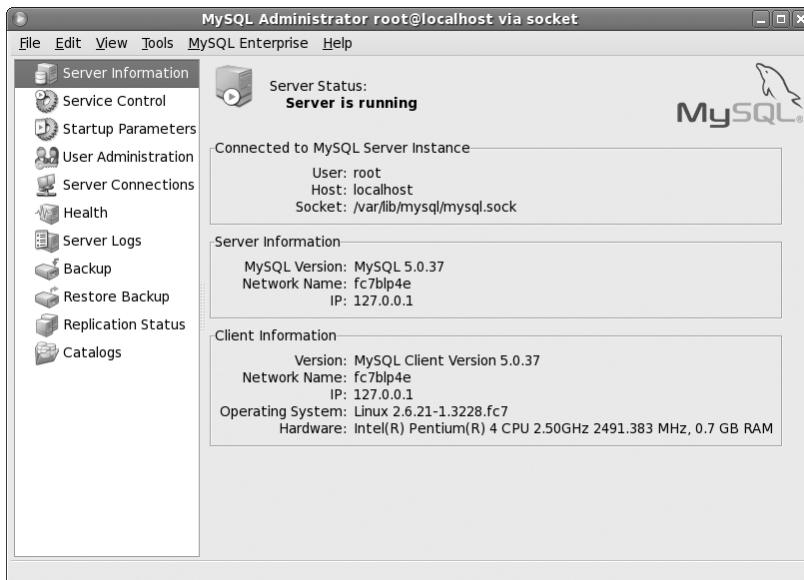 MySQL Administrator root@localhost via socket
File Edit View Tools MySQL Enterprise Help
Server Information
Service Control
Startup Parameters
User Administration
Server Connections
Health
Server Logs
Backup
Restore Backup
Replication Status
Catalogs
Server Status:
Server is running
MySQL®
Connected to MySQL Server Instance
User: root
Host: localhost
Socket: /var/lib/mysql/mysql.sock
Server Information
MySQL Version: MySQL 5.0.37
Network Name: fc7blp4e
IP: 127.0.0.1
Client Information
Version: MySQL Client Version 5.0.37
Network Name: fc7blp4e
IP: 127.0.0.1
Operating System: Linux 2.6.21-1.3228.fc7
Hardware: Intel(R) Pentium(R) 4 CPU 2.50GHz 2491.383 MHz, 0.7 GB RAM